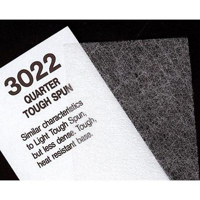 3022
QUARTER
TOUGH SPUN
Similar characteristics
to Light Tough Spun,
but less dense. Tough,
heat resistant base.